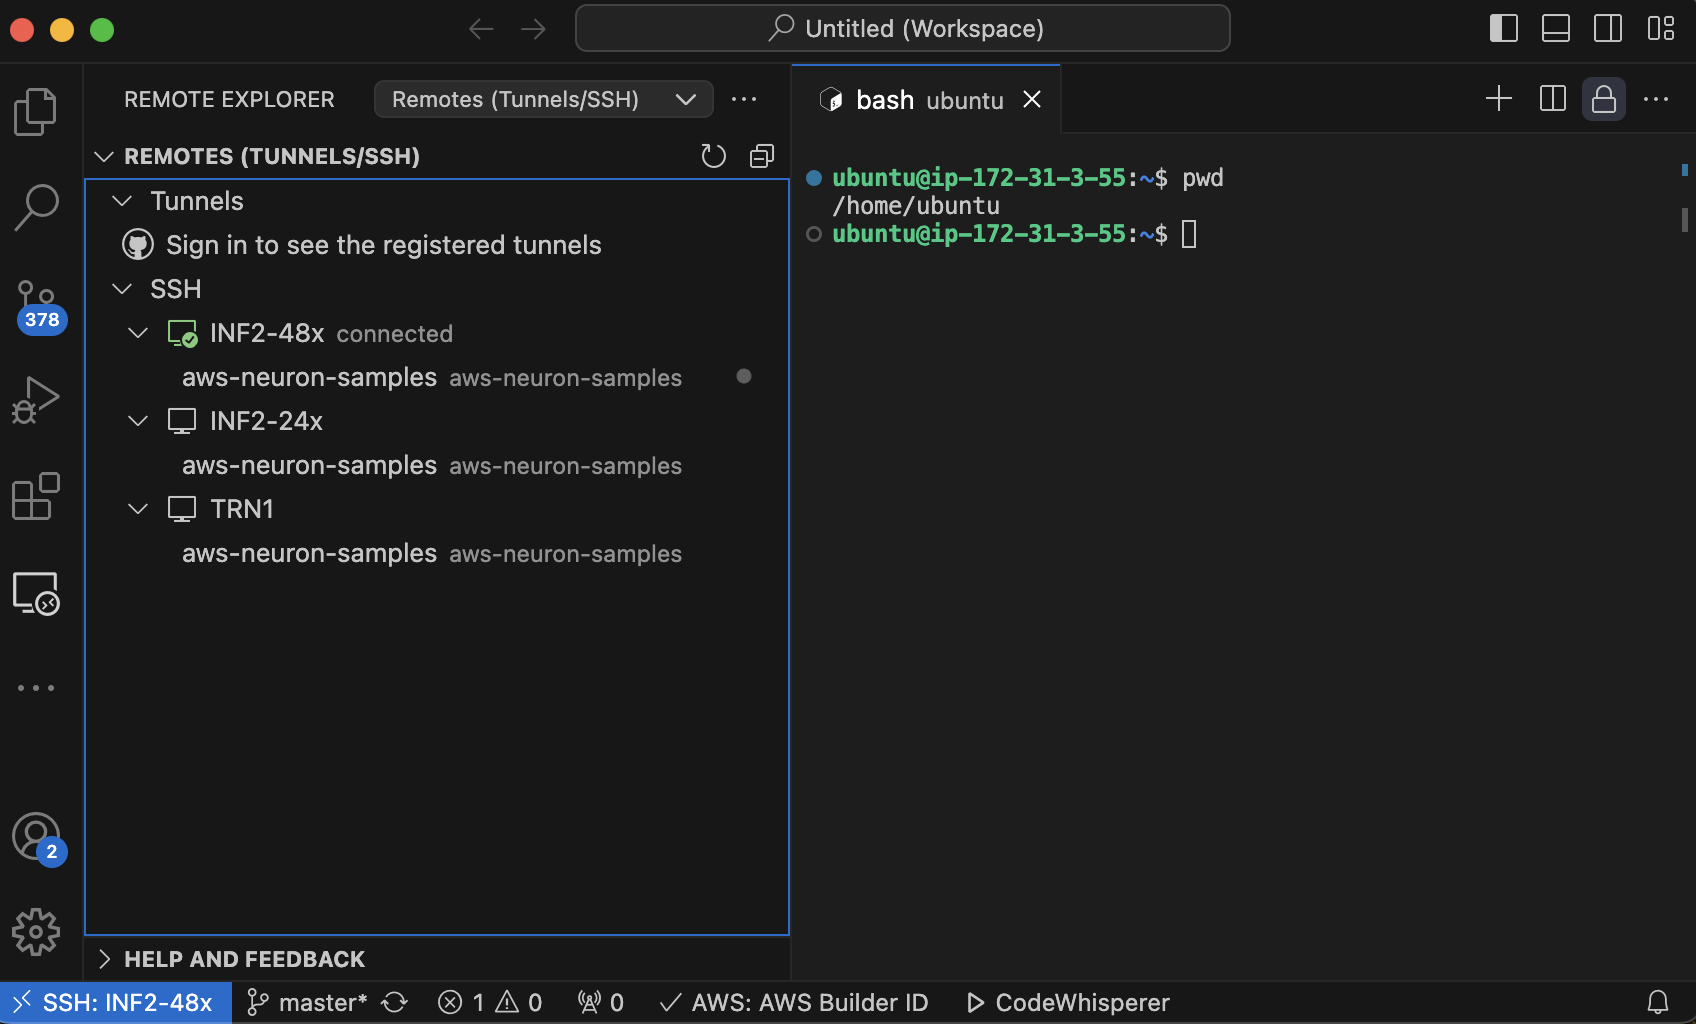 Untitled (Workspace)
REMOTE EXPLORER
Remotes (Tunnels/SSH)
REMOTES (TUNNELS/SSH)
Tunnels
Sign in to see the registered tunnels
SSH
INF2-48x connected
aws-neuron-samples aws-neuron-samples
INF2-24x
aws-neuron-samples aws-neuron-samples
TRN1
aws-neuron-samples aws-neuron-samples
HELP AND FEEDBACK
378
2
bash ubuntu
ubuntu@ip-172-31-3-55:~$ pwd
/home/ubuntu
ubuntu@ip-172-31-3-55:~$
SSH: INF2-48x master* 1 0 0 AWS: AWS Builder ID CodeWhisperer